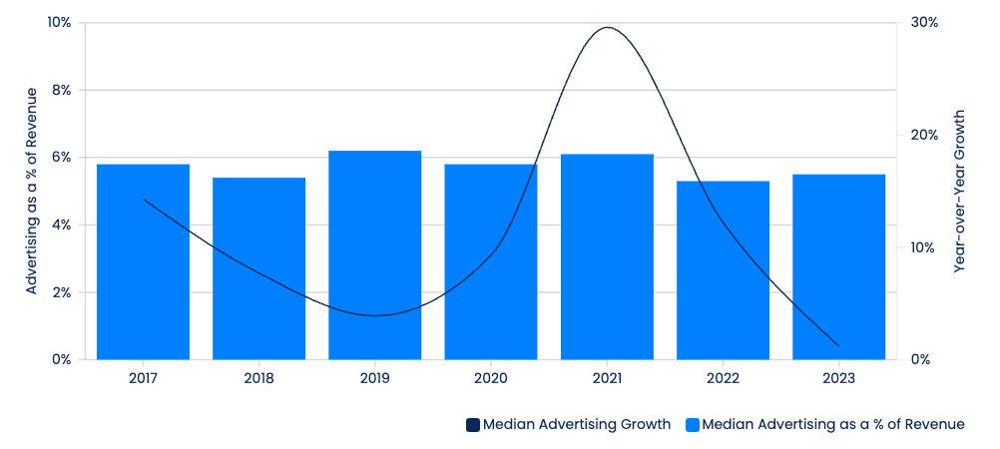 10%
8%
6%
4%
2%
0%
Advertising as a % of Revenue
30%
20%
10%
0%
Year-over-Year Growth
2017 2018 2019 2020 2021 2022 2023
Median Advertising Growth Median Advertising as a % of Revenue